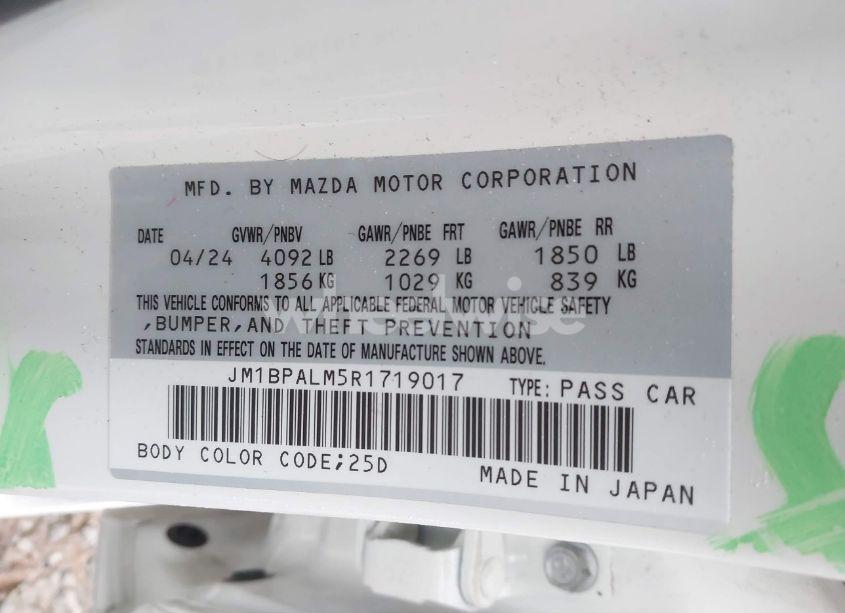 MFD. BY MAZDA MOTOR CORPORATION
DATE GVWR/PNBV GAWR/PNBE FRT GAWR/PNBE RR
04/24 4092 LB 2269 LB 1850 LB
1856 KG 1029 KG 839 KG
THIS VEHICLE CONFORMS TO ALL APPLICABLE FEDERAL MOTOR VEHICLE SAFETY
,BUMPER,AND THEFT PREVENTION
STANDARDS IN EFFECT ON THE DATE OF MANUFACTURE SHOWN ABOVE.
JM1BPALM5R1719017 TYPE: PASS CAR
BODY COLOR CODE;25D
MADE IN JAPAN